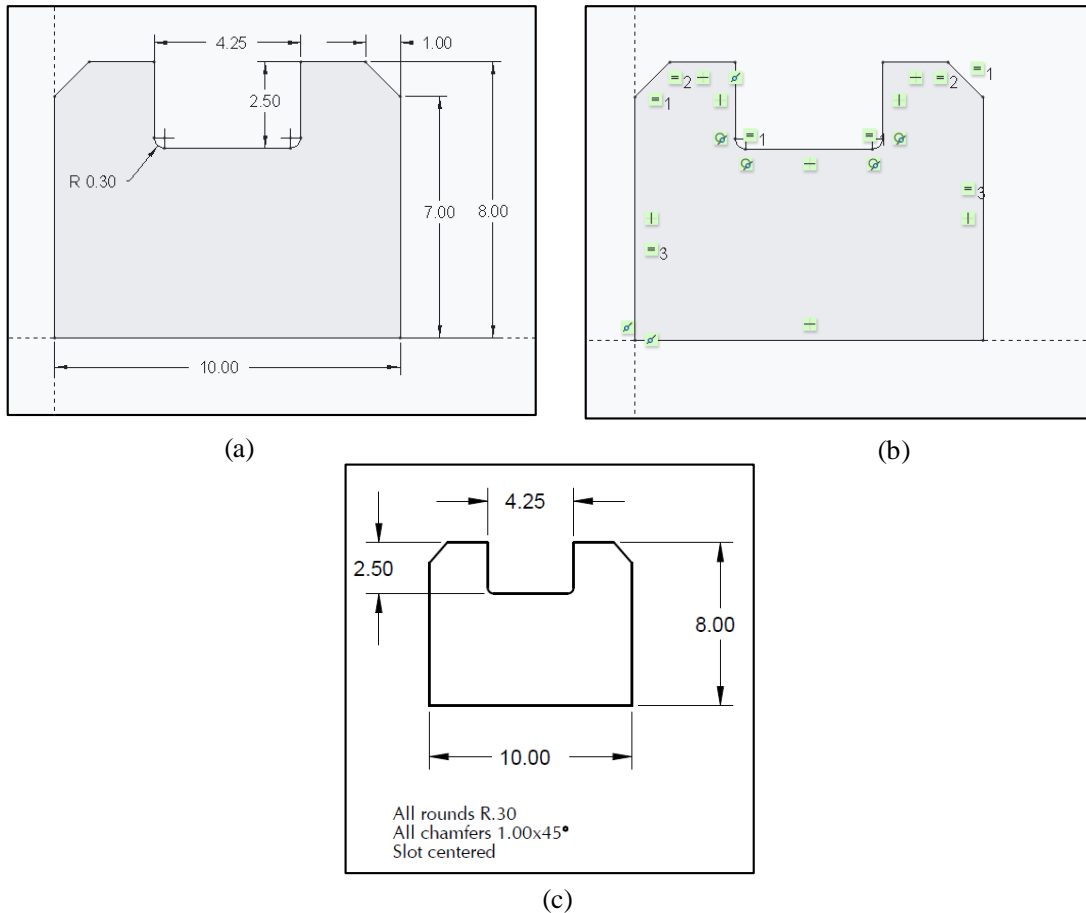 4.25
1.00
2.50
R 0.30
7.00
8.00
10.00
(a)
= 1
= 2
= 2
= 1
= 1
= 1
= 3
= 3
(b)
4.25
2.50
8.00
10.00
All rounds R.30
All chamfers 1.00x45°
Slot centered
(c)